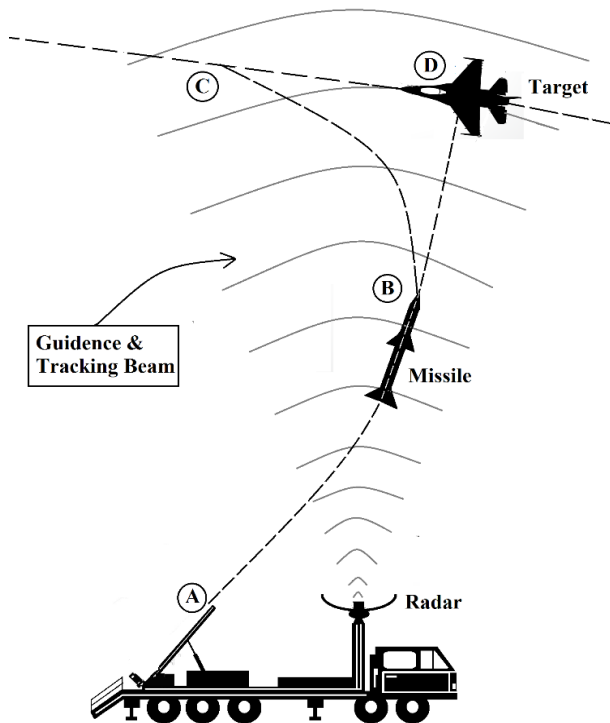 D
Target
C
B
Guidence &
Tracking Beam
Missile
A
Radar